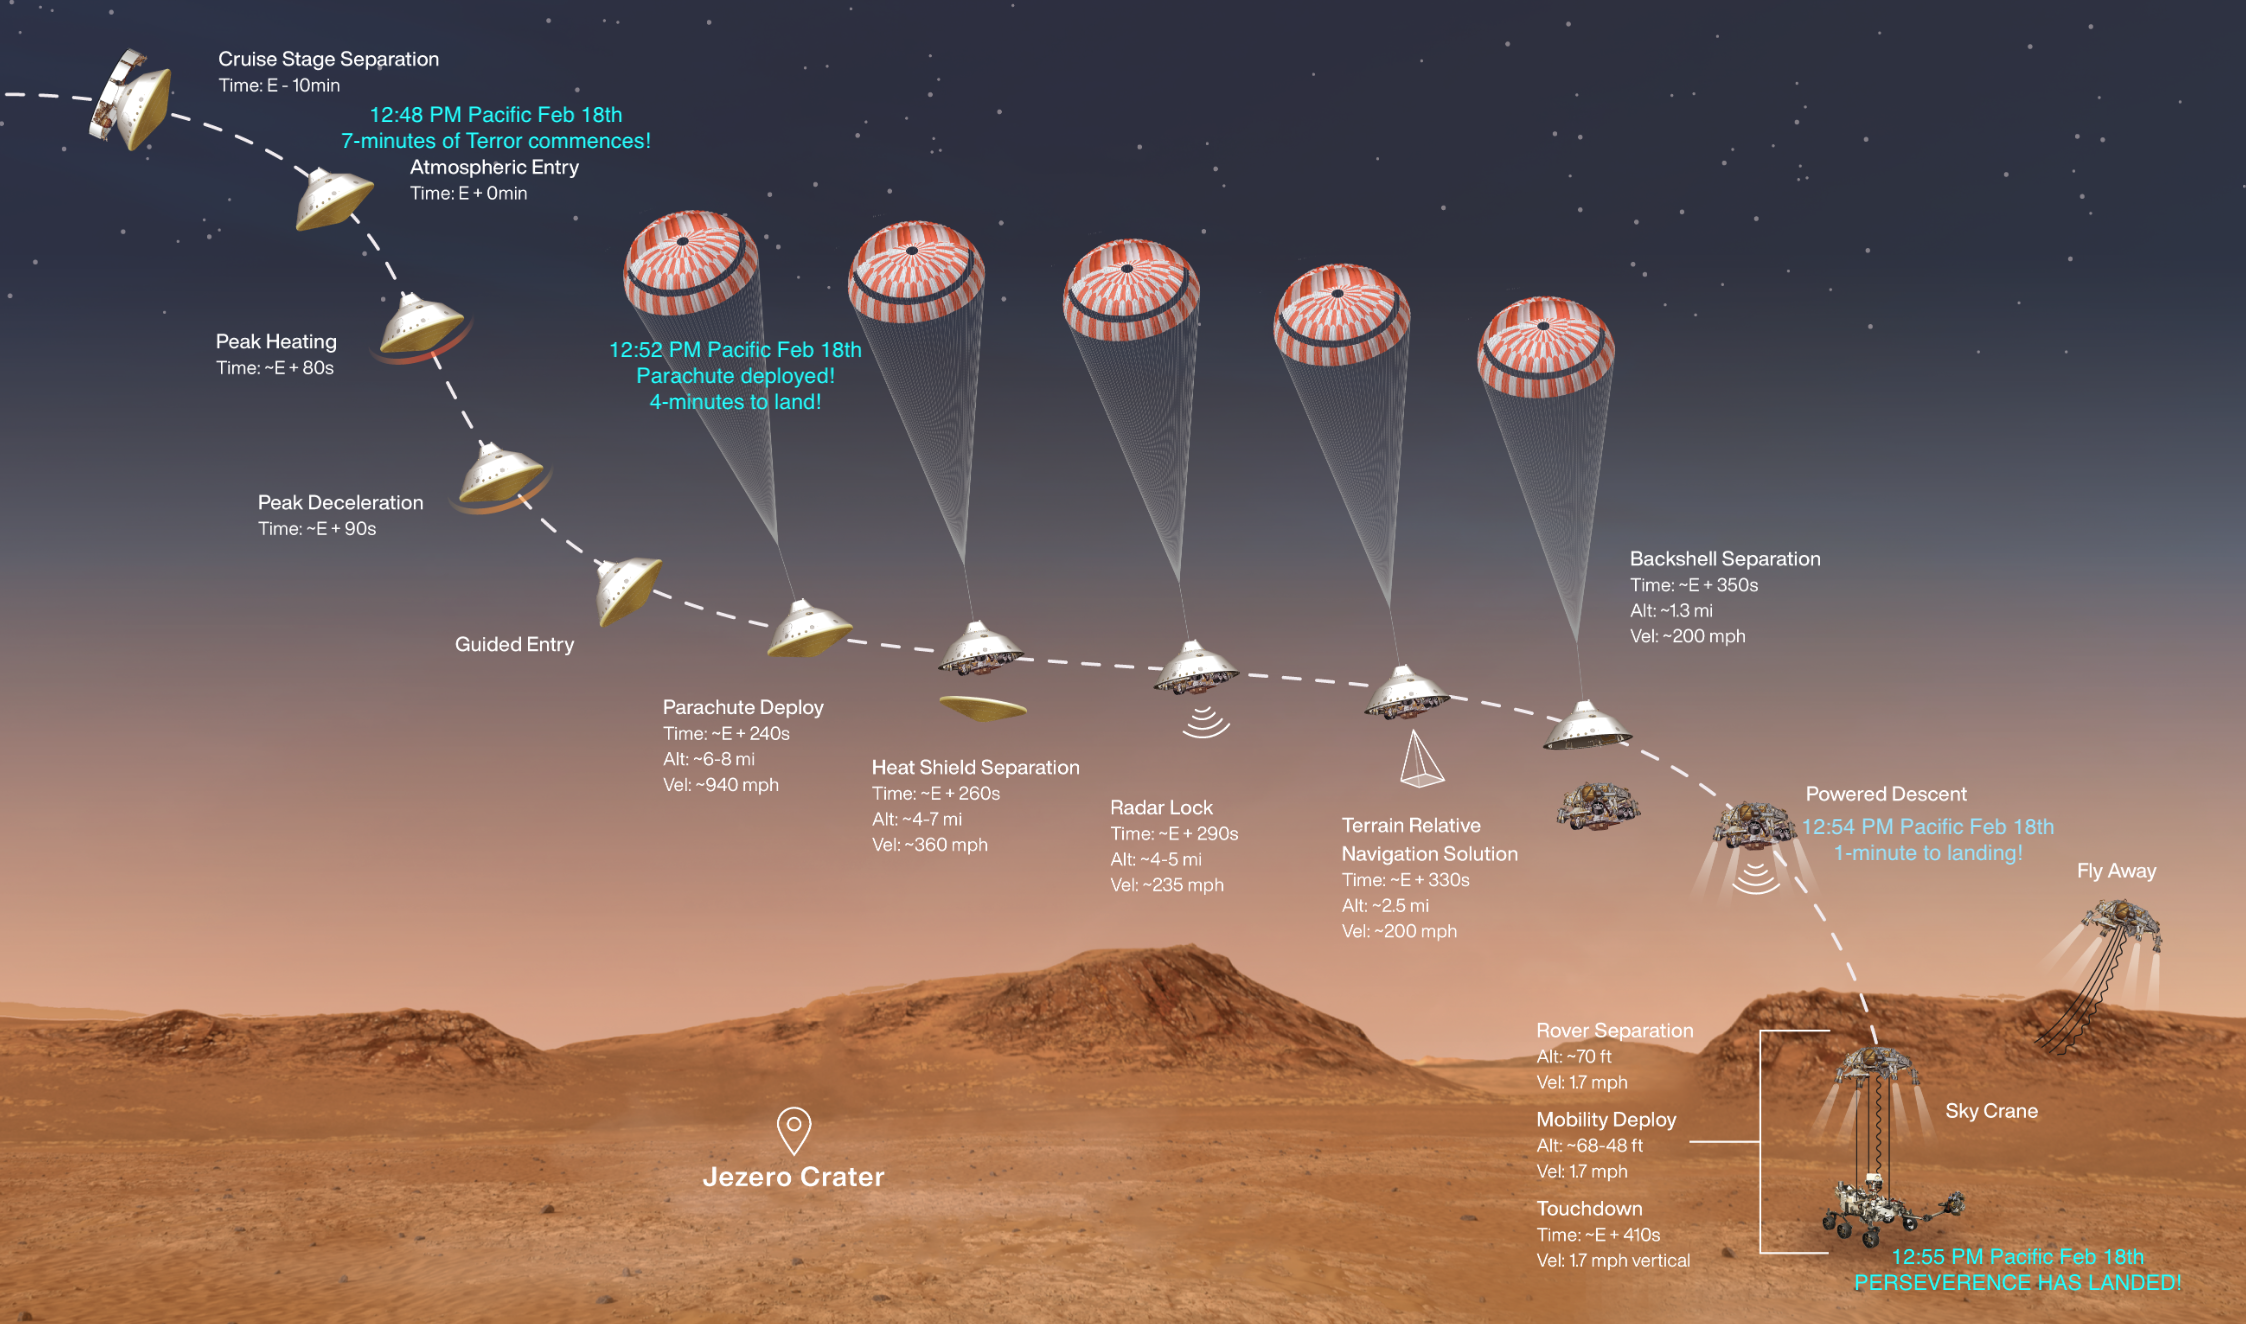 Cruise Stage Separation
Time: E - 10min
12:48 PM Pacific Feb 18th
7-minutes of Terror commences!
Atmospheric Entry
Time: E + 0min
Peak Heating
Time: ~E + 80s
12:52 PM Pacific Feb 18th
Parachute deployed!
4-minutes to land!
Peak Deceleration
Time: ~E + 90s
Guided Entry
Parachute Deploy
Time: ~E + 240s
Alt: ~6-8 mi
Vel: ~940 mph
Heat Shield Separation
Time: ~E + 260s
Alt: ~4-7 mi
Vel: ~360 mph
Radar Lock
Time: ~E + 290s
Alt: ~4-5 mi
Vel: ~235 mph
Terrain Relative
Navigation Solution
Time: ~E + 330s
Alt: ~2.5 mi
Vel: ~200 mph
Backshell Separation
Time: ~E + 350s
Alt: ~1.3 mi
Vel: ~200 mph
Powered Descent
12:54 PM Pacific Feb 18th
1-minute to landing!
Fly Away
Rover Separation
Alt: ~70 ft
Vel: 1.7 mph
Mobility Deploy
Alt: ~68-48 ft
Vel: 1.7 mph
Touchdown
Time: ~E + 410s
Vel: 1.7 mph vertical
Sky Crane
12:55 PM Pacific Feb 18th
PERSEVERENCE HAS LANDED!
Jezero Crater